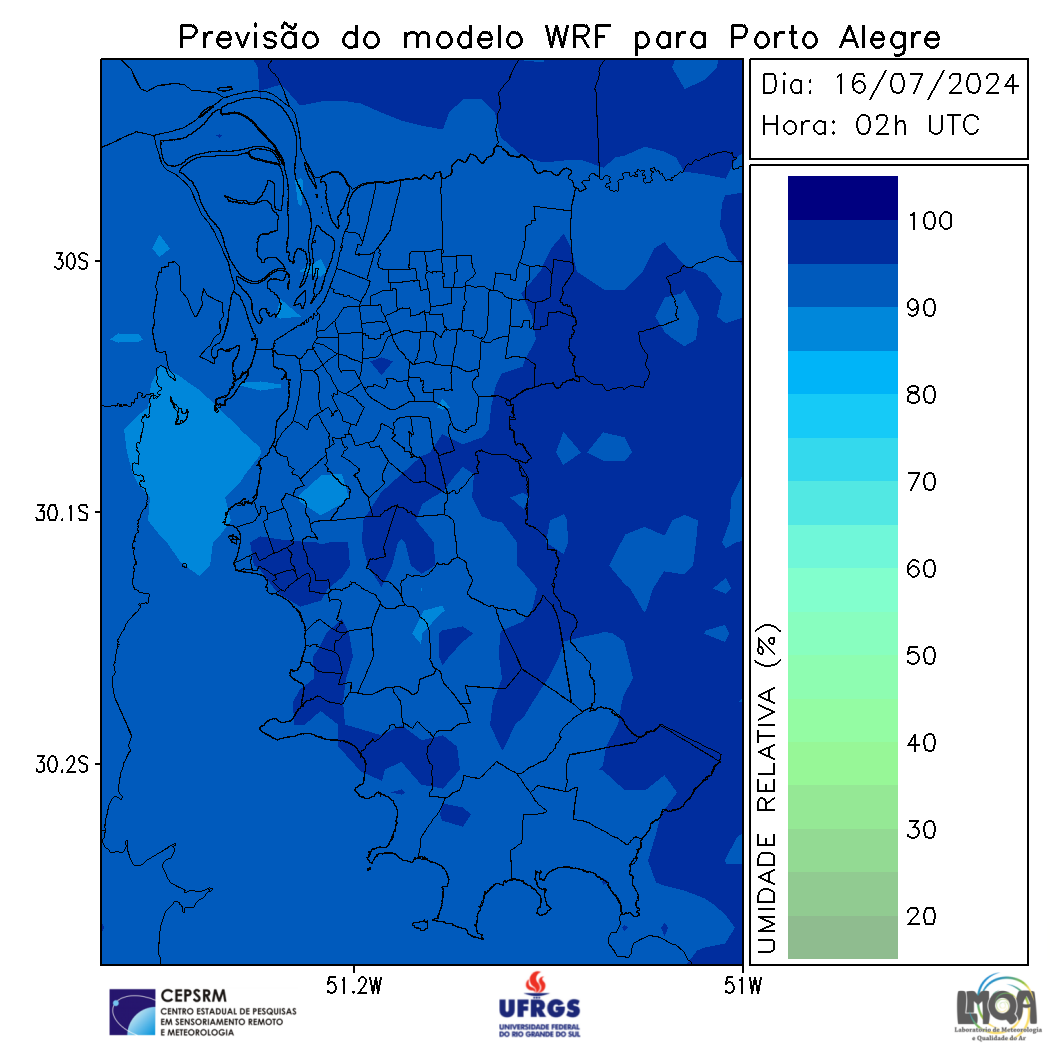 Previsão do modelo WRF para Porto Alegre
Dia: 16/07/2024
Hora: 02h UTC
30S
30.1S
30.2S
51.2W
51W
UMIDADE RELATIVA (%)
100
90
80
70
60
50
40
30
20
CEPSRM
CENTRO ESTADUAL DE PESQUISAS
EM SENSORIAMENTO REMOTO
E METEOROLOGIA
UFRGS
UNIVERSIDADE FEDERAL
DO RIO GRANDE DO SUL
LMQA
Laboratório de Meteorologia
e Qualidade do Ar